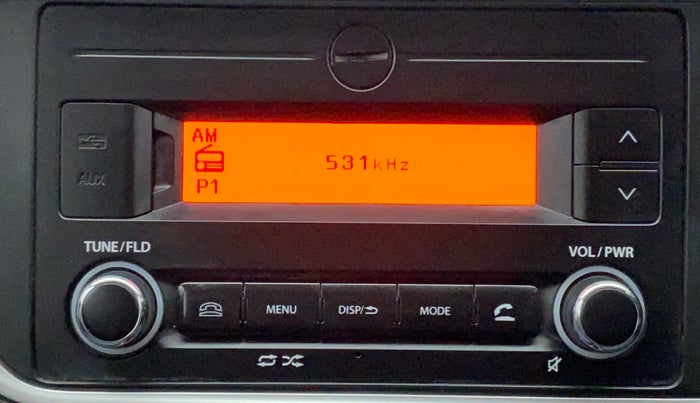 AM
531kHz
P1
AUX
TUNE/FLD
VOL/PWR
MENU
DISP/
MODE